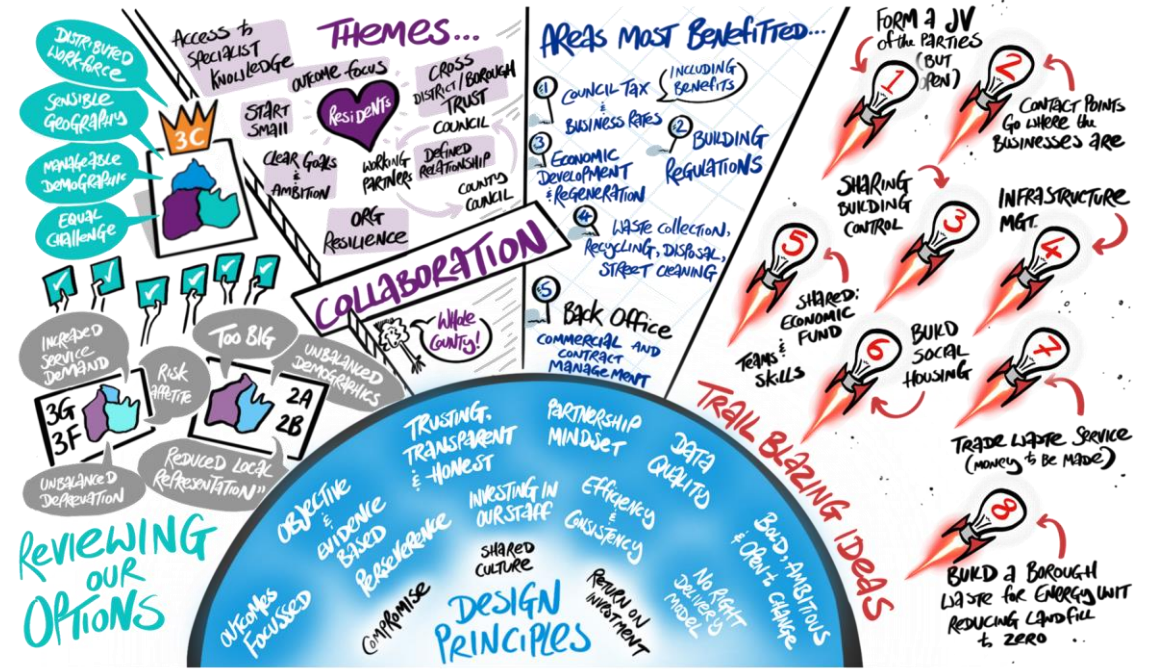 DISTRIBUTED
WORKFORCE
SENSIBLE
GEOGRAPHY
MANAGEABLE
DEMOGRAPHIC
EQUAL
CHALLENGE
3C
INCREASED
SERVICE
DEMAND
RISK
APPETITE
3G
3F
UNBALANCED
DEPREVATION
TOO BIG
UNBALANCED
DEMOGRAPHICS
2A
2B
REDUCED LOCAL
REPRESENTATION"
REVIEWING
OUR
OPTIONS
THEMES...
ACCESS to
SPECIALIST
KNOWLEDGE
OUTCOME FOCUS
RESIDENTS
START
SMALL
CLEAR GOALS
&
AMBITION
ORG
RESILIENCE
WORKING
PARTNERS
CROSS
DISTRICT/BOROUGH
TRUST
COUNCIL
DEFINED
RELATIONSHIP
COUNTY
COUNCIL
COLLABORATION
WHOLE
COUNTY!
AREAS MOST BENEFITTED...
1
COUNCIL TAX
&
BUSINESS RATES
(INCLUDING
BENEFITS)
2
BUILDING
REGULATIONS
3
ECONOMIC
DEVELOPMENT
& REGENERATION
4
WASTE COLLECTION,
RECYCLING, DISPOSAL,
STREET CLEANING
5
BACK OFFICE
COMMERCIAL AND
CONTRACT
MANAGEMENT
TRAIL BLAZING IDEAS
1
FORM a JV
of the PARTIES
(BUT
OPEN)
2
CONTACT POINTS
GO WHERE the
BUSINESSES ARE
3
SHARING
BUILDING
CONTROL
4
INFRASTRUCTURE
MGT.
5
SHARED:
ECONOMIC
FUND
TEAMS &
SKILLS
6
BUILD
SOCIAL
HOUSING
7
TRADE WASTE SERVICE
(MONEY to BE MADE)
8
BUILD a BOROUGH
WASTE FOR ENERGY UNIT
REDUCING LANDFILL
to ZERO
OUTCOMES
FOCUSSED
OBJECTIVE
&
EVIDENCE
BASED
TRUSTING,
TRANSPARENT
& HONEST
PARTNERSHIP
MINDSET
DATA
QUALITY
BOLD, AMBITIOUS
& OPEN to CHANGE
PERSEVERENCE
INVESTING IN
OUR STAFF
EFFICIENCY
&
CONSISTENCY
NO RIGHT
DELIVERY
MODEL
COMPROMISE
SHARED
CULTURE
RETURN ON
INVESTMENT
DESIGN
PRINCIPLES